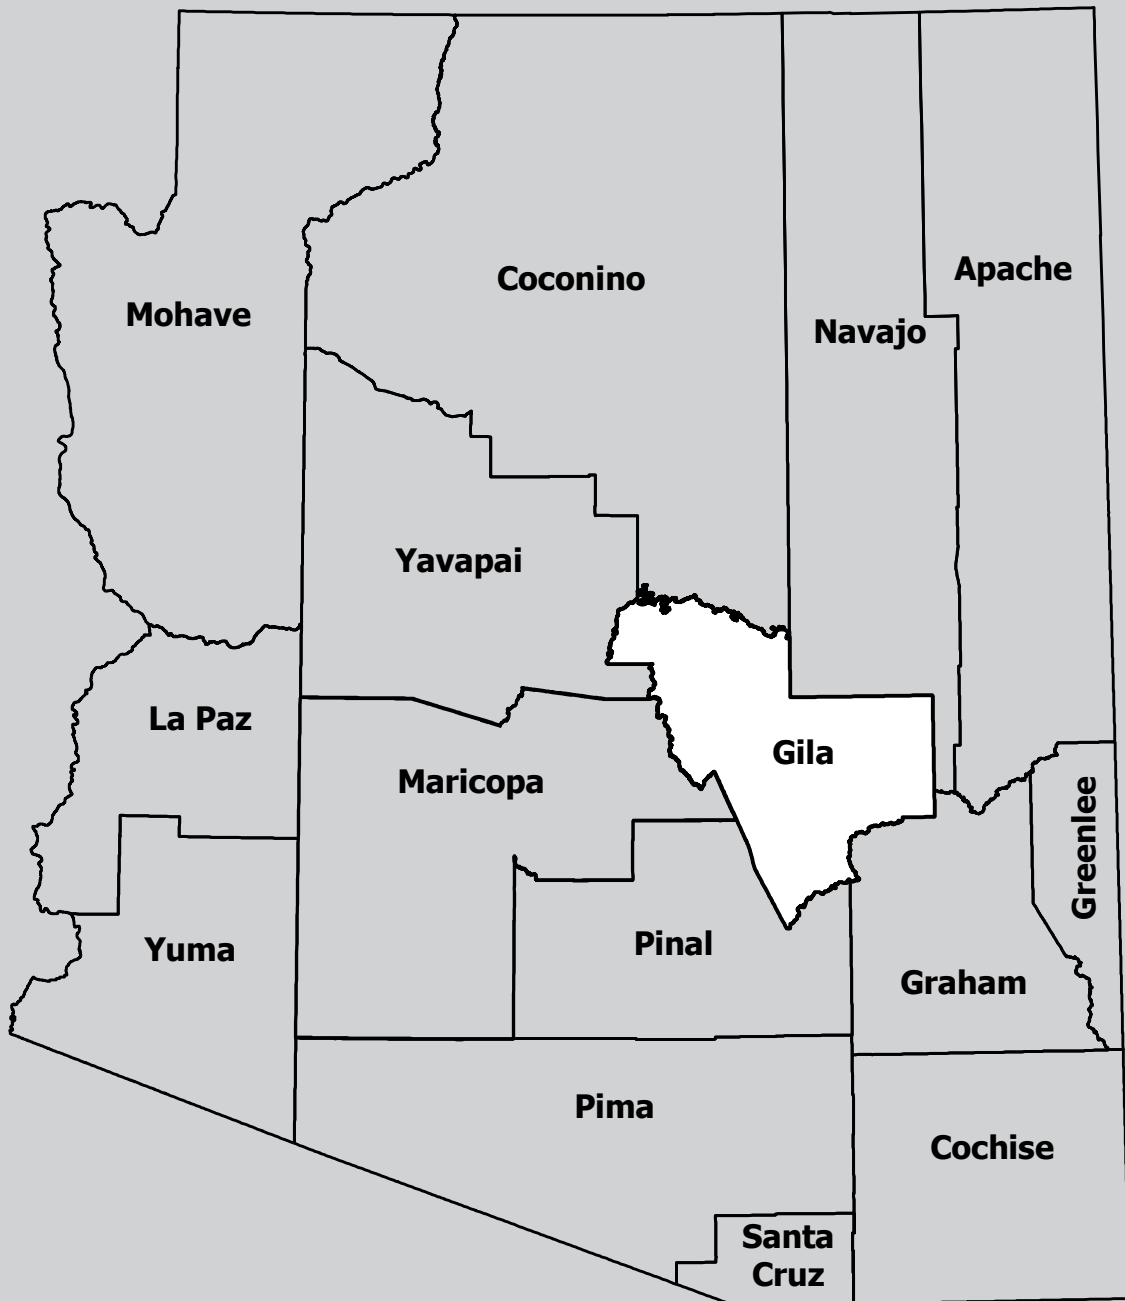 Apache
Coconino
Mohave
Navajo
Yavapai
La Paz
Gila
Maricopa
Greenlee
Yuma
Pinal
Graham
Pima
Cochise
Santa
Cruz